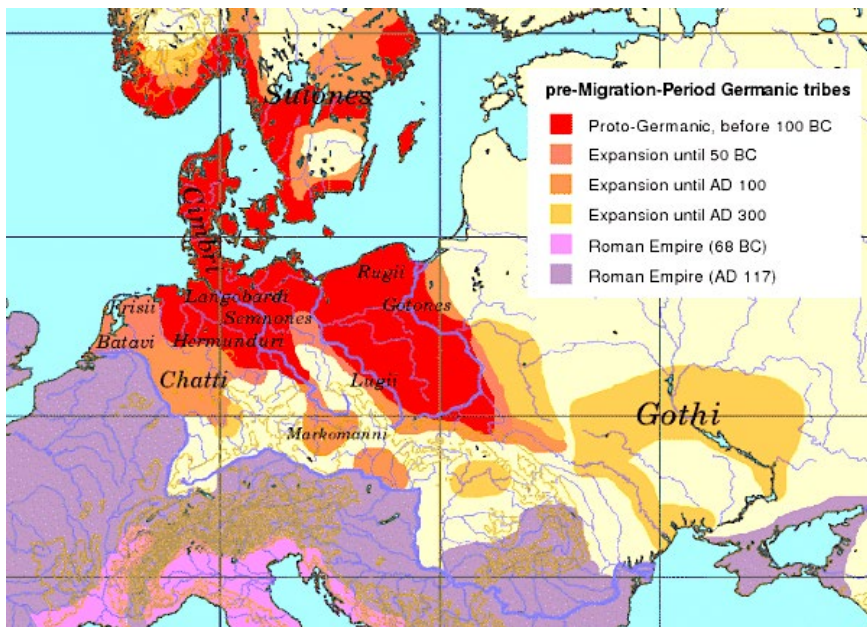 pre-Migration-Period Germanic tribes
Proto-Germanic, before 100 BC
Expansion until 50 BC
Expansion until AD 100
Expansion until AD 300
Roman Empire (68 BC)
Roman Empire (AD 117)
Suiones
Cimbri
Rugii
Langobardi
Gotones
Frisii
Semnones
Batavi
Hermunduri
Chatti
Lugii
Gothi
Markomanni